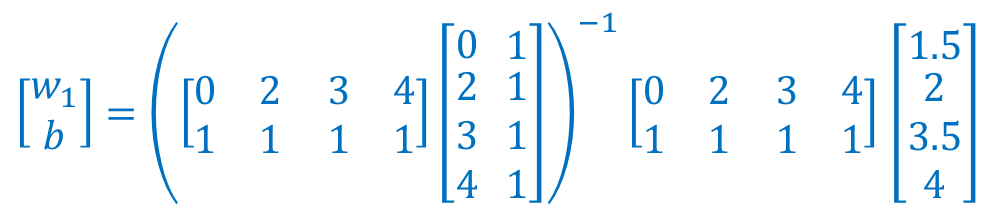 [w₁ b] = ([0 2 3 4; 1 1 1 1] [0 1; 2 1; 3 1; 4 1])⁻¹ [0 2 3 4; 1 1 1 1] [1.5; 2; 3.5; 4]